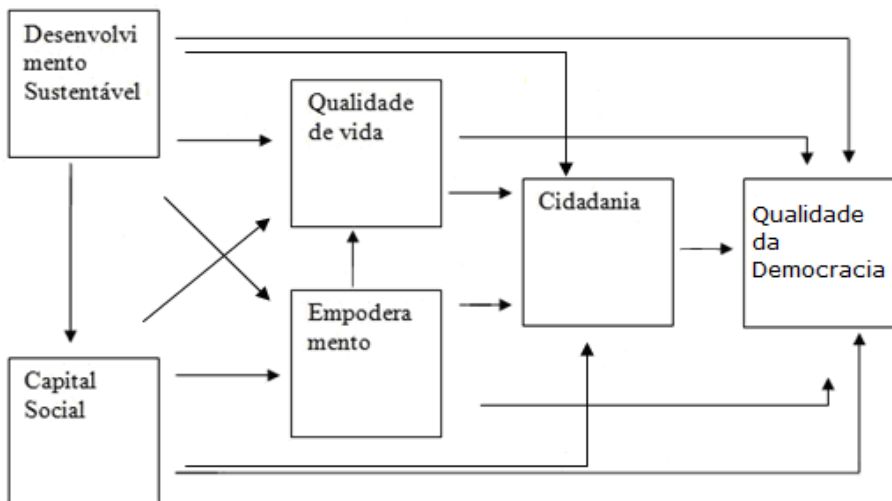 Desenvolvi
mento
Sustentável
Qualidade
de vida
Cidadania
Qualidade
da
Democracia
Empodera
mento
Capital
Social